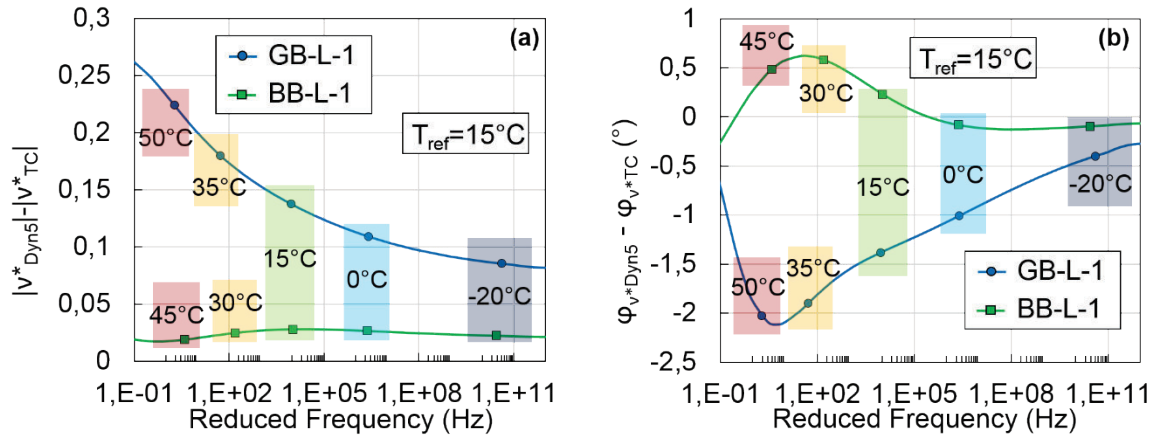 (a)
0,3
0,25
0,2
0,15
0,1
0,05
0
|ν*Dyn5|-|ν*TC|
GB-L-1
BB-L-1
Tref=15°C
50°C
35°C
15°C
0°C
-20°C
45°C
30°C
1,E-01 1,E+02 1,E+05 1,E+08 1,E+11
Reduced Frequency (Hz)
(b)
1
0,5
0
-0,5
-1
-1,5
-2
-2,5
φν*Dyn5 - φν*TC (°)
Tref=15°C
45°C
30°C
15°C
0°C
-20°C
50°C
35°C
GB-L-1
BB-L-1
1,E-01 1,E+02 1,E+05 1,E+08 1,E+11
Reduced Frequency (Hz)